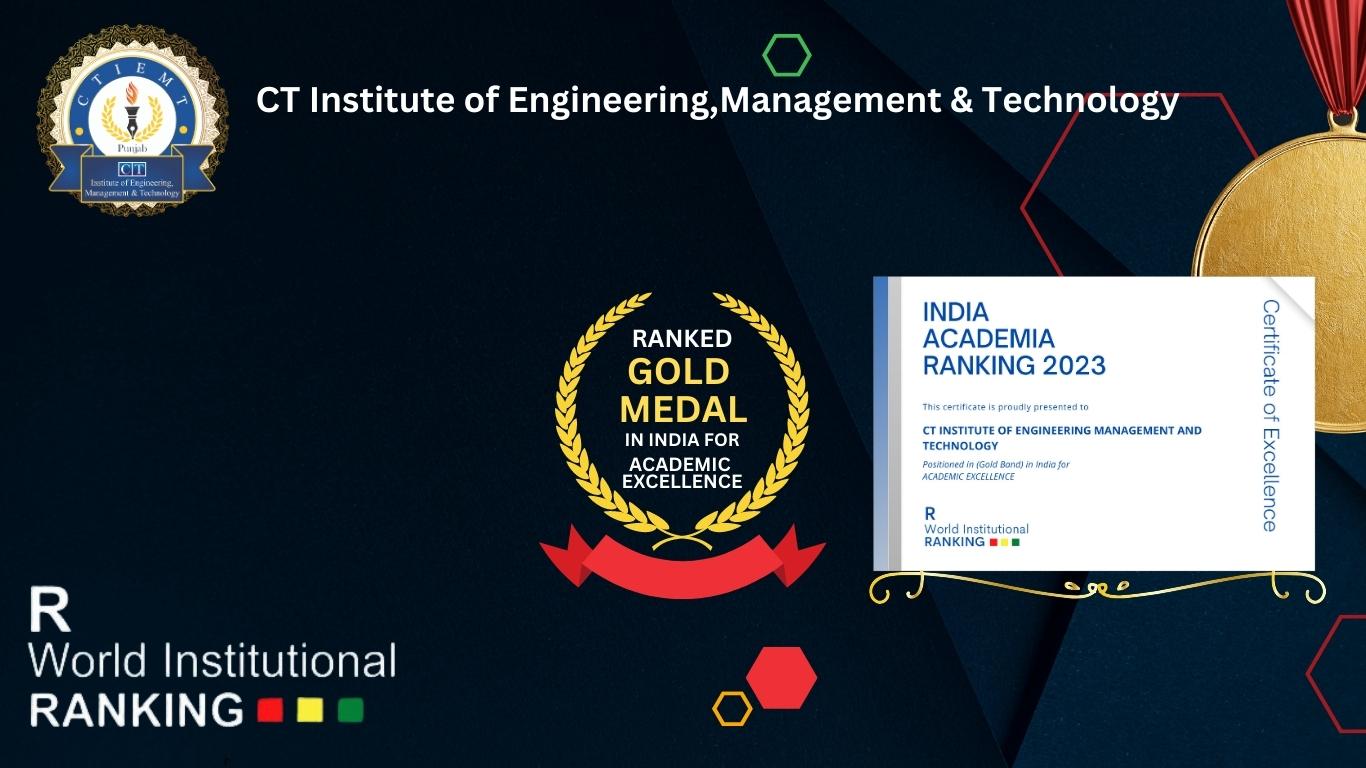 CTIEMT
Punjab
CT
Institute of Engineering,
Management & Technology
CT Institute of Engineering,Management & Technology
RANKED
GOLD
MEDAL
IN INDIA FOR
ACADEMIC
EXCELLENCE
INDIA
ACADEMIA
RANKING 2023
This certificate is proudly presented to
CT INSTITUTE OF ENGINEERING MANAGEMENT AND
TECHNOLOGY
Positioned in (Gold Band) in India for
ACADEMIC EXCELLENCE
R
World Institutional
RANKING
Certificate of Excellence
R
World Institutional
RANKING